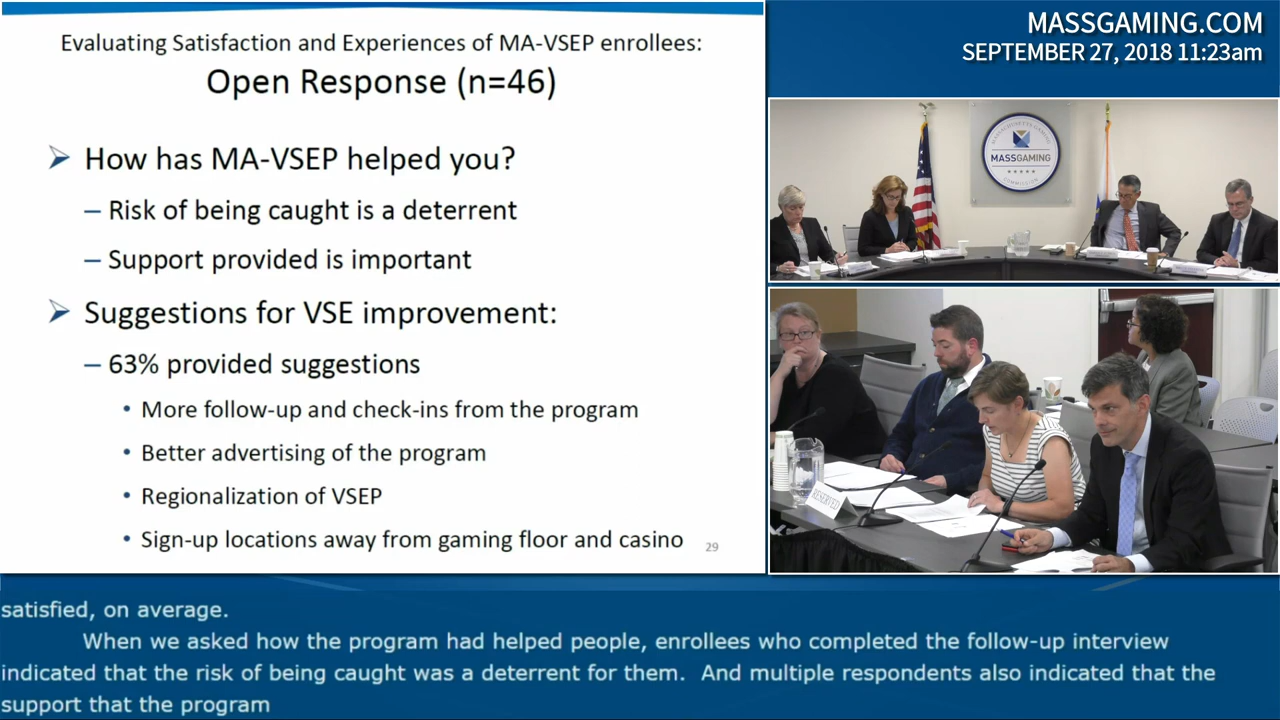 Evaluating Satisfaction and Experiences of MA-VSEP enrollees:
Open Response (n=46)
➢ How has MA-VSEP helped you?
– Risk of being caught is a deterrent
– Support provided is important
➢ Suggestions for VSE improvement:
– 63% provided suggestions
• More follow-up and check-ins from the program
• Better advertising of the program
• Regionalization of VSEP
• Sign-up locations away from gaming floor and casino
29
MASSGAMING.COM
SEPTEMBER 27, 2018 11:23am
MASSACHUSETTS GAMING
MASSGAMING
★★★★★
COMMISSION
RESERVED
satisfied, on average.
When we asked how the program had helped people, enrollees who completed the follow-up interview
indicated that the risk of being caught was a deterrent for them.  And multiple respondents also indicated that the
support that the program